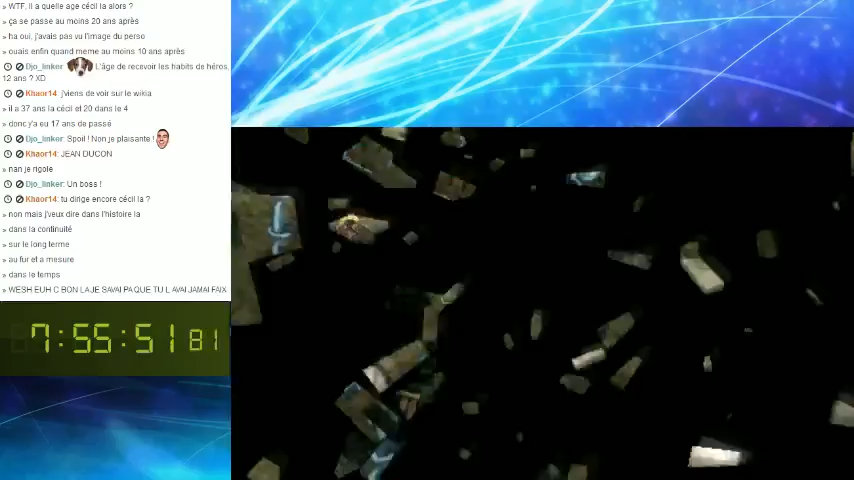 » WTF, il a quelle age cécil la alors ?
» ça se passe au moins 20 ans après
» ha oui, j'avais pas vu l'image du perso
» ouais enfin quand meme au moins 10 ans après
Djo_linker: L'âge de recevoir les habits de héros, 12 ans ? XD
Khaor14: j'viens de voir sur le wikia
» il a 37 ans la cécil et 20 dans le 4
» donc y'a eu 17 ans de passé
Djo_linker: Spoil ! Non je plaisante !
Khaor14: JEAN DUCON
» nan je rigole
Djo_linker: Un boss !
Khaor14: tu dirige encore cécil la ?
» non mais j'veux dire dans l'histoire la
» dans la continuité
» sur le long terme
» au fur et a mesure
» dans le temps
» WESH EUH C BON LA JE SAVAI PA QUE TU L AVAI JAMAI FAIX
7:55:51 81